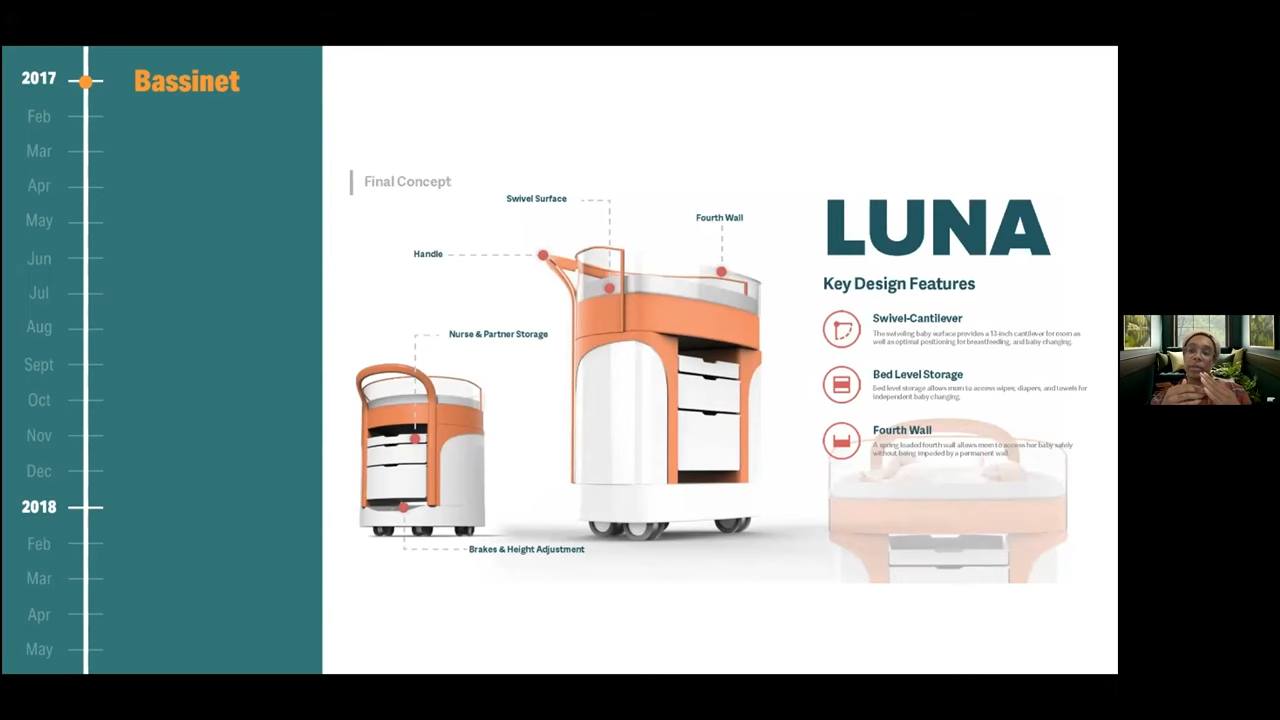 2017
Feb
Mar
Apr
May
Jun
Jul
Aug
Sept
Oct
Nov
Dec
2018
Feb
Mar
Apr
May
Bassinet
Final Concept
Swivel Surface
Fourth Wall
Handle
Nurse & Partner Storage
Brakes & Height Adjustment
LUNA
Key Design Features
Swivel-Cantilever
The swiveling baby surface provides a 13-inch cantilever for mom as
well as optimal positioning for breastfeeding, and baby changing.
Bed Level Storage
Bed level storage allows mom to access wipes, diapers, and towels for
independent baby changing.
Fourth Wall
A spring loaded fourth wall allows mom to access her baby safely
without being impeded by a permanent wall.